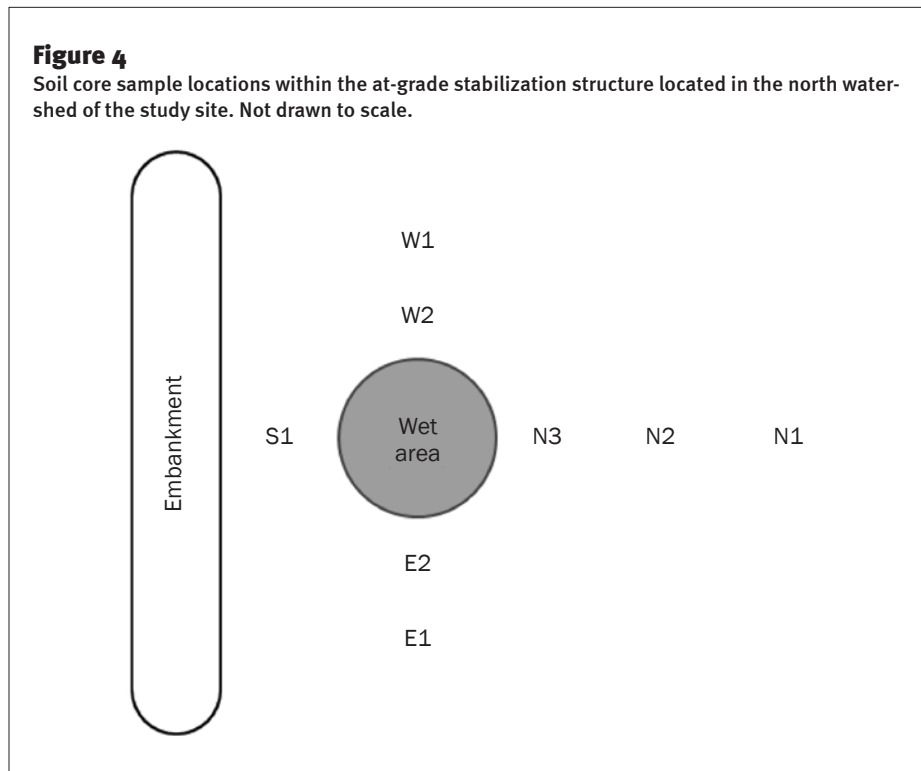 Figure 4
Soil core sample locations within the at-grade stabilization structure located in the north water-
shed of the study site. Not drawn to scale.
W1
W2
Embankment
S1
Wet
area
N3
N2
N1
E2
E1